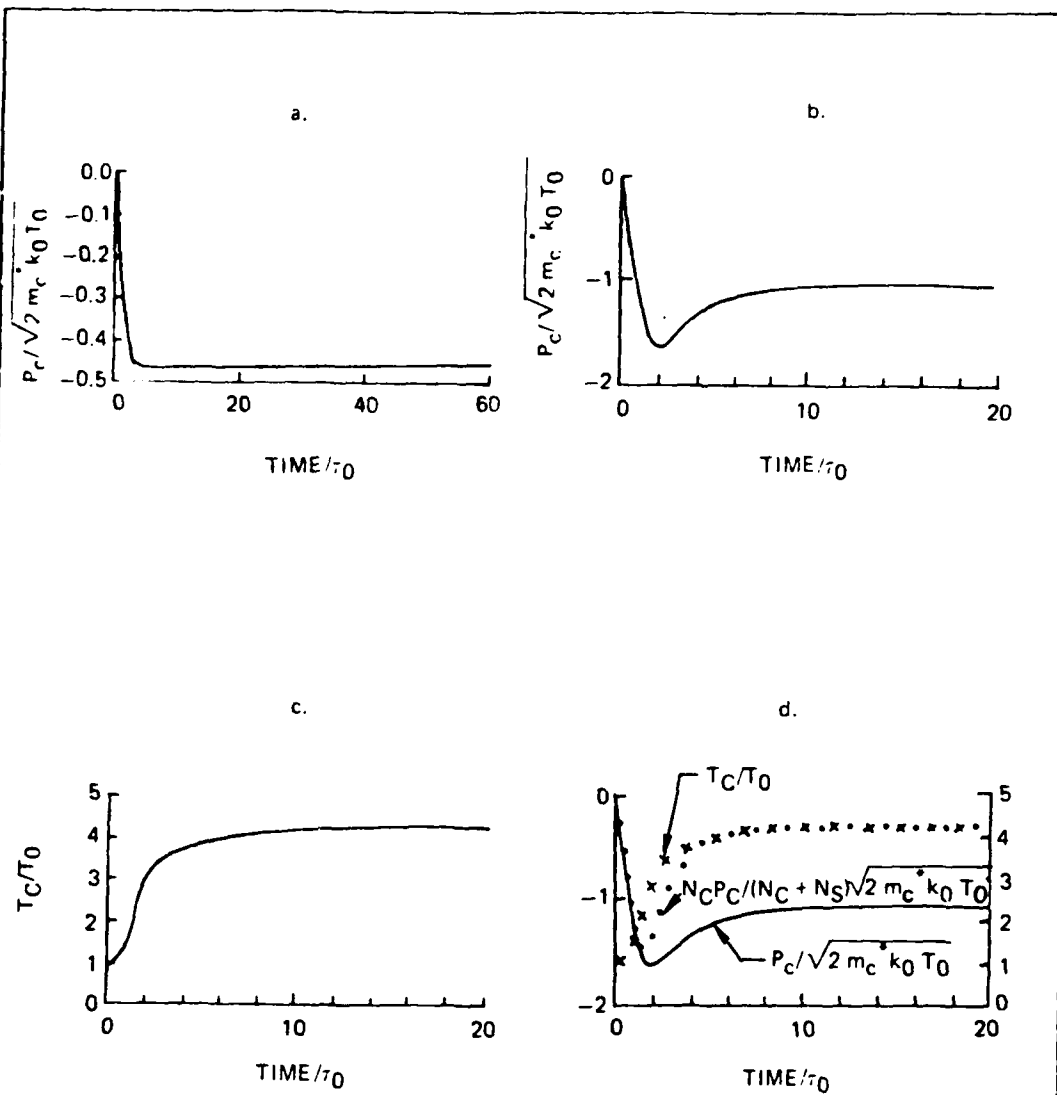 a.
0.0
−0.1
−0.2
−0.3
−0.4
−0.5
0 20 40 60
P_c/√2 m_c* k_0 T_0
TIME/τ_0
b.
0
−1
−2
0 10 20
P_c/√2 m_c* k_0 T_0
TIME/τ_0
c.
5
4
3
2
1
0
0 10 20
T_C/T_0
TIME/τ_0
d.
0
−1
−2
5
4
3
2
1
0
0 10 20
T_C/T_0
N_C P_C/(N_C + N_S)√2 m_c* k_0 T_0
P_c/√2 m_c* k_0 T_0
TIME/τ_0